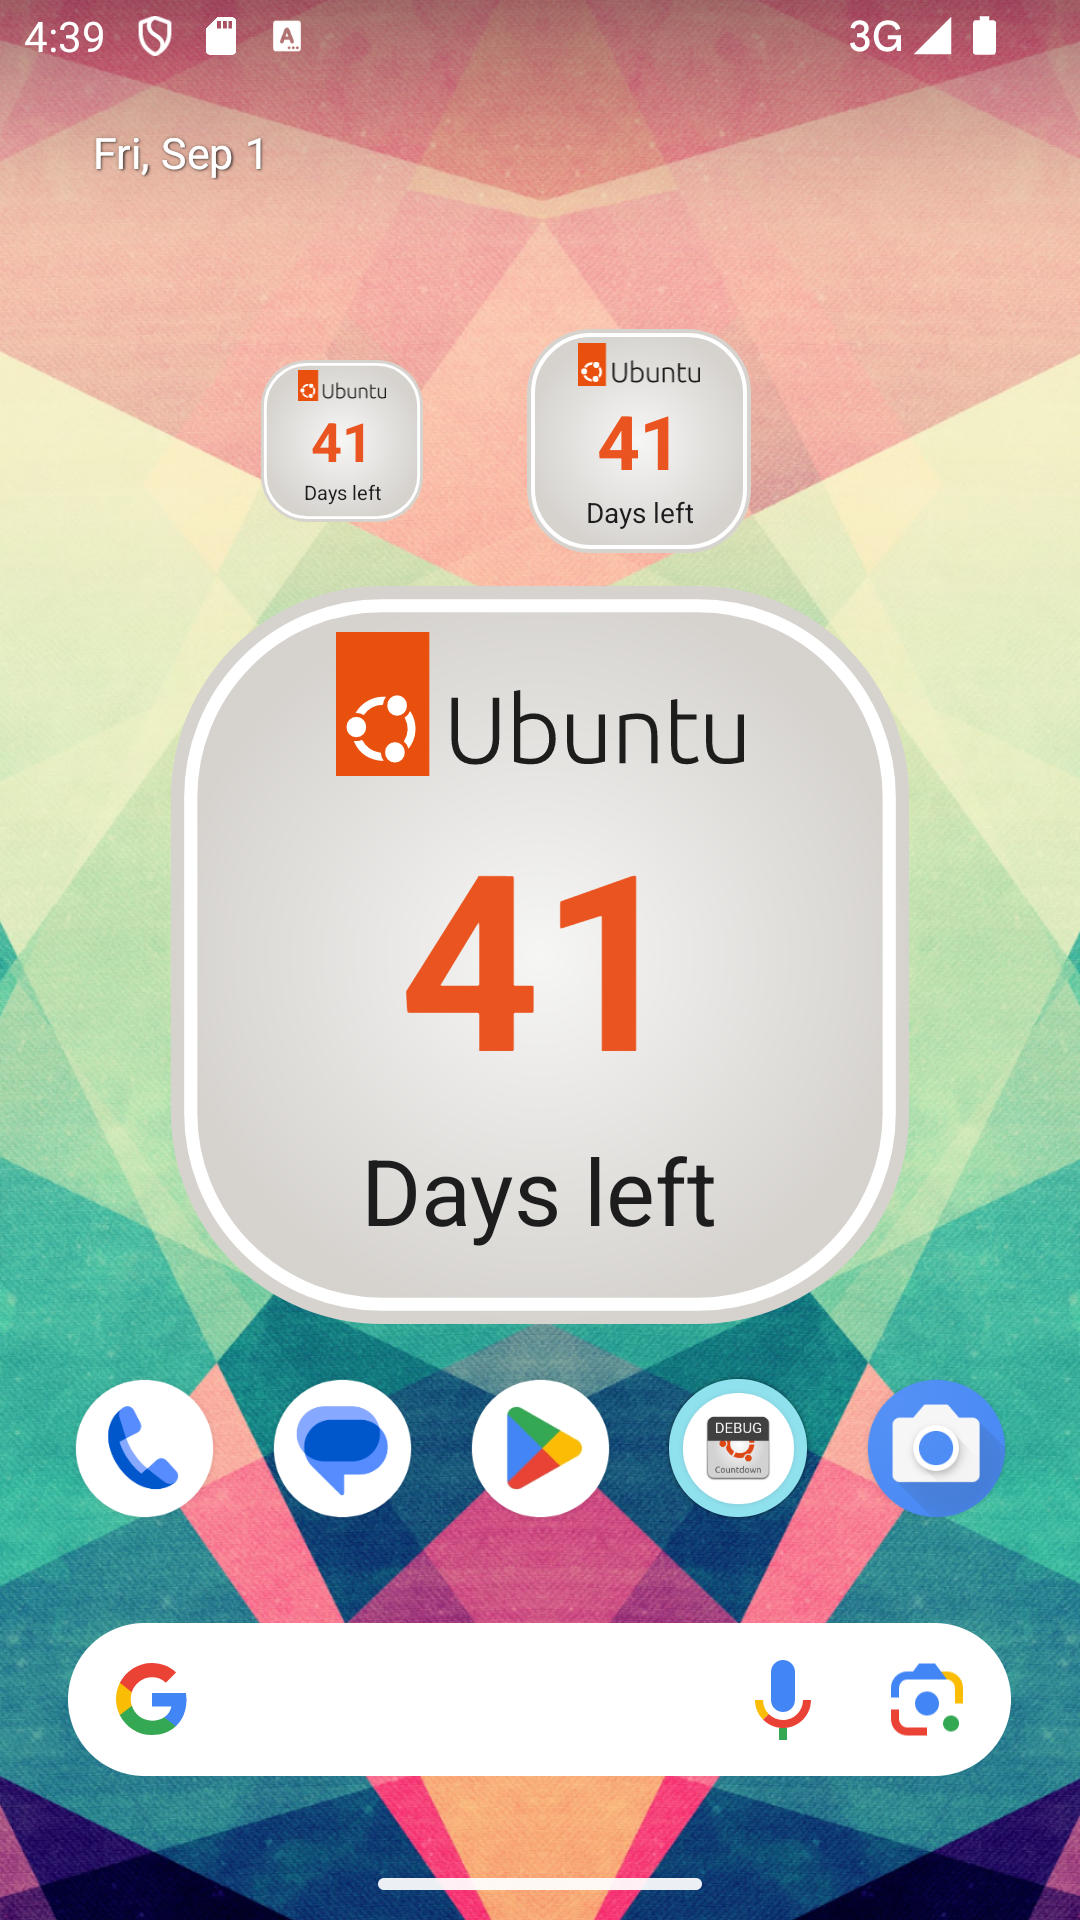 4:39
3G
Fri, Sep 1
Ubuntu
41
Days left
Ubuntu
41
Days left
Ubuntu
41
Days left
DEBUG
Countdown